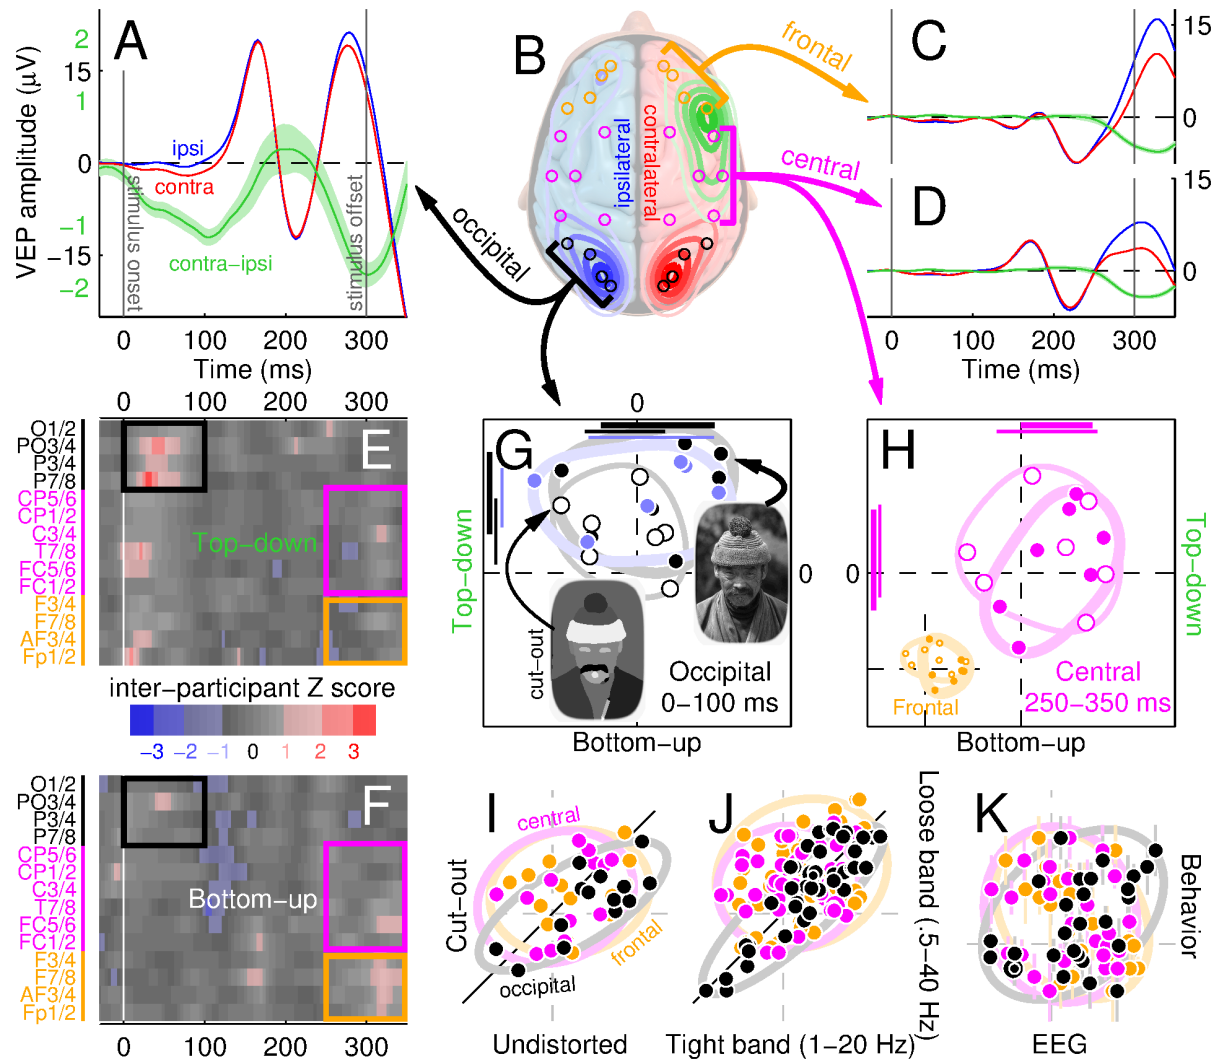 A
VEP amplitude (μV)
2
15
1
0
-1
-15
-2
ipsi
contra
contra-ipsi
stimulus onset
stimulus offset
0 100 200 300
Time (ms)
B
ipsilateral
contralateral
frontal
central
occipital
C
15
0
D
15
0
0 100 200 300
Time (ms)
0 100 200 300
E
O1/2
PO3/4
P3/4
P7/8
CP5/6
CP1/2
C3/4
T7/8
FC5/6
FC1/2
F3/4
F7/8
AF3/4
Fp1/2
Top-down
inter-participant Z score
-3 -2 -1 0 1 2 3
F
O1/2
PO3/4
P3/4
P7/8
CP5/6
CP1/2
C3/4
T7/8
FC5/6
FC1/2
F3/4
F7/8
AF3/4
Fp1/2
Bottom-up
0 100 200 300
G
0
0
Top-down
cut-out
Occipital
0-100 ms
Bottom-up
H
0
Top-down
Frontal
Central
250-350 ms
Bottom-up
I
central
frontal
occipital
Cut-out
Undistorted
J
Loose band (.5-40 Hz)
Tight band (1-20 Hz)
K
Behavior
EEG